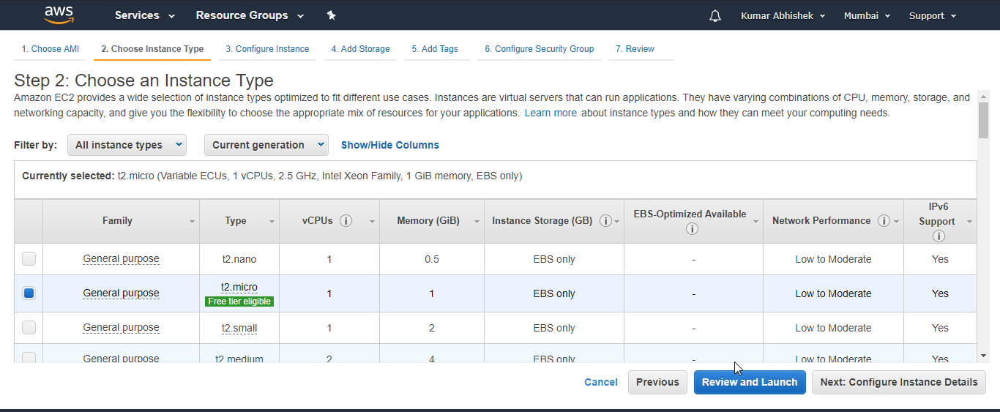 aws Services Resource Groups Kumar Abhishek Mumbai Support
1. Choose AMI 2. Choose Instance Type 3. Configure Instance 4. Add Storage 5. Add Tags 6. Configure Security Group 7. Review
Step 2: Choose an Instance Type
Amazon EC2 provides a wide selection of instance types optimized to fit different use cases. Instances are virtual servers that can run applications. They have varying combinations of CPU, memory, storage, and
networking capacity, and give you the flexibility to choose the appropriate mix of resources for your applications. Learn more about instance types and how they can meet your computing needs.
Filter by: All instance types Current generation Show/Hide Columns
Currently selected: t2.micro (Variable ECUs, 1 vCPUs, 2.5 GHz, Intel Xeon Family, 1 GiB memory, EBS only)
Family Type vCPUs i Memory (GiB) Instance Storage (GB) i EBS-Optimized Available i Network Performance i IPv6 Support i
General purpose t2.nano 1 0.5 EBS only - Low to Moderate Yes
General purpose t2.micro Free tier eligible 1 1 EBS only - Low to Moderate Yes
General purpose t2.small 1 2 EBS only - Low to Moderate Yes
General purpose t2.medium 2 4 EBS only - Low to Moderate Yes
Cancel Previous Review and Launch Next: Configure Instance Details